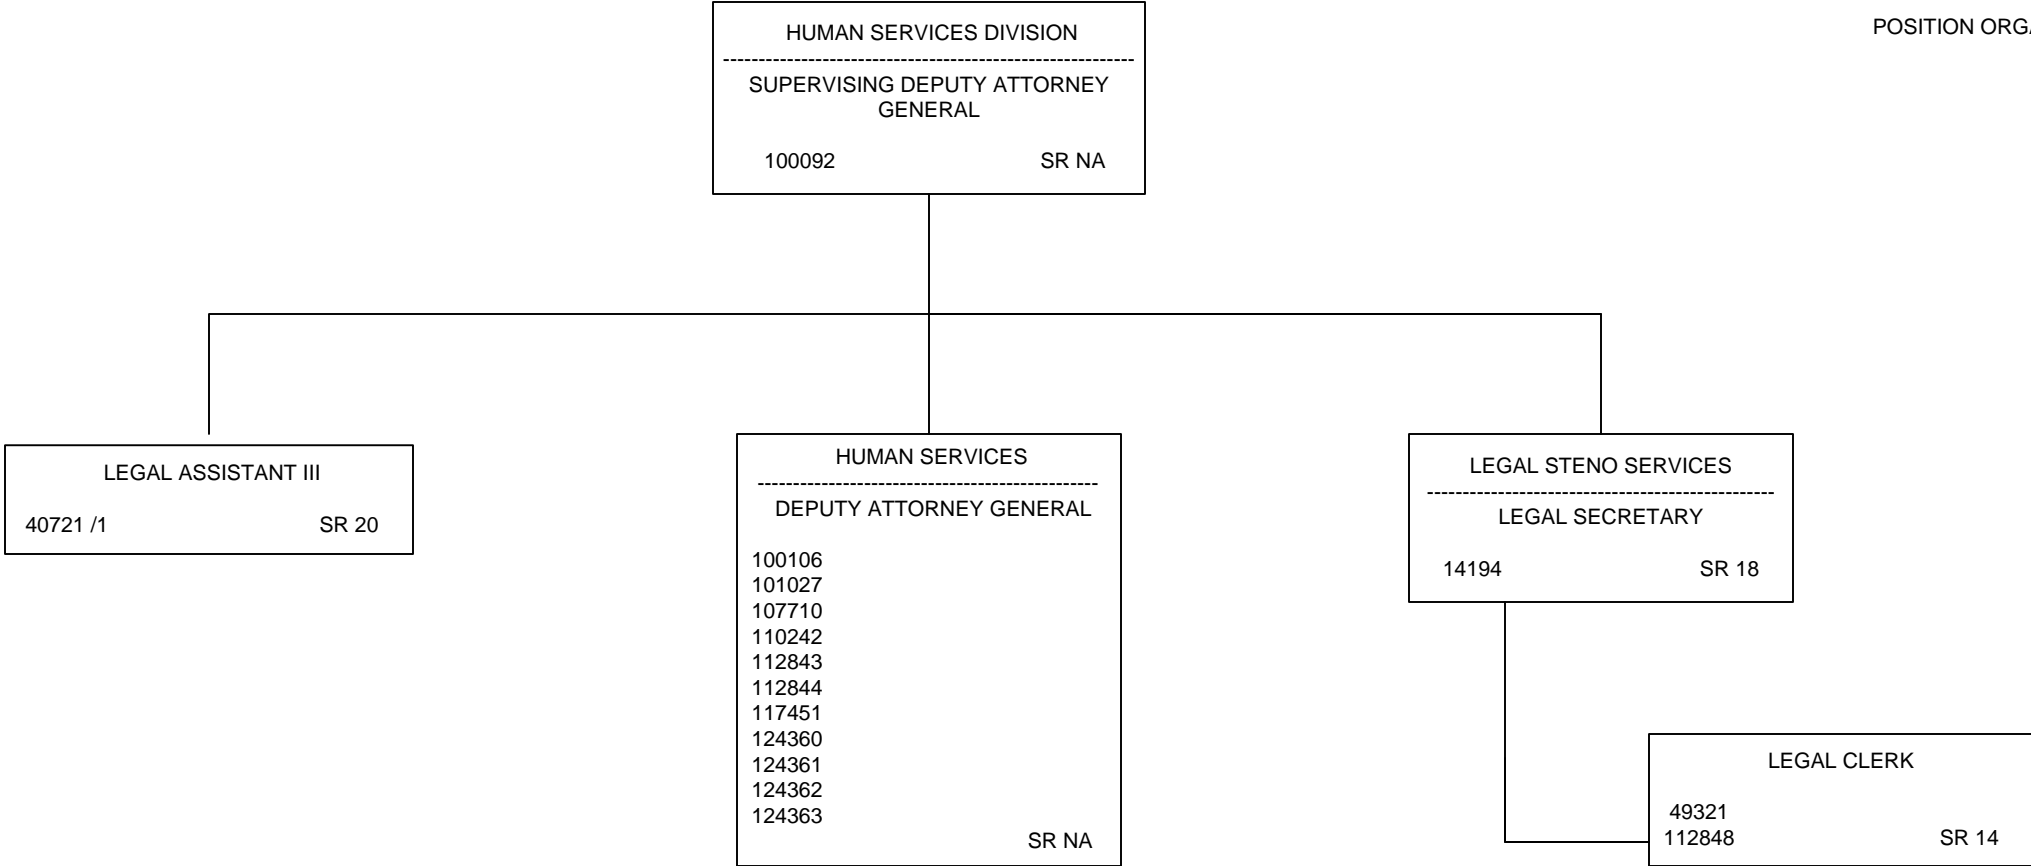 POSITION ORGA
HUMAN SERVICES DIVISION
SUPERVISING DEPUTY ATTORNEY
GENERAL
100092 SR NA
LEGAL ASSISTANT III
40721 /1 SR 20
HUMAN SERVICES
DEPUTY ATTORNEY GENERAL
100106
101027
107710
110242
112843
112844
117451
124360
124361
124362
124363
SR NA
LEGAL STENO SERVICES
LEGAL SECRETARY
14194 SR 18
LEGAL CLERK
49321
112848 SR 14